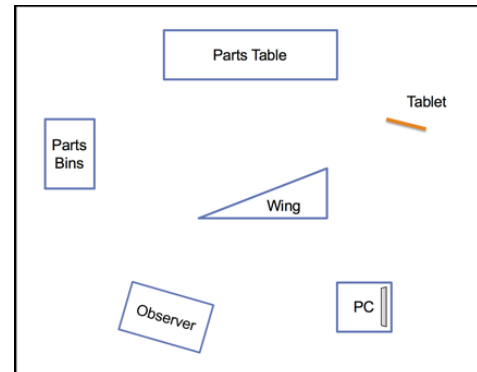 Parts Table
Tablet
Parts
Bins
Wing
Observer
PC